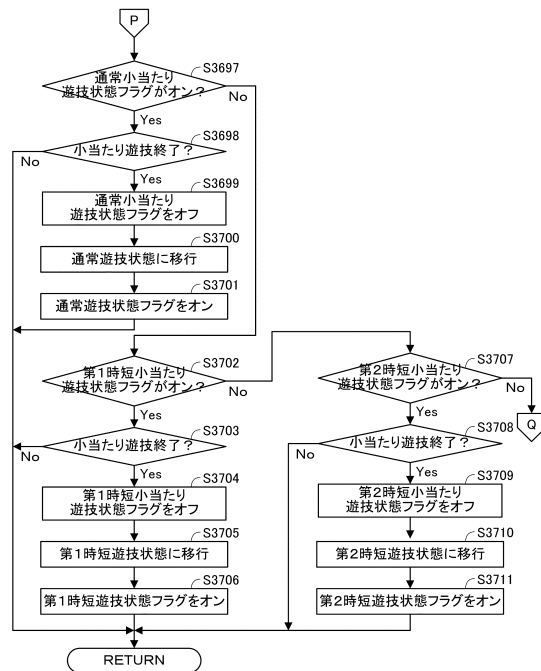 P
S3697
通常小当たり
遊技状態フラグがオン？
No
Yes
S3698
小当たり遊技終了？
No
Yes
S3699
通常小当たり
遊技状態フラグをオフ
S3700
通常遊技状態に移行
S3701
通常遊技状態フラグをオン
S3702
第１時短小当たり
遊技状態フラグがオン？
No
Yes
S3703
小当たり遊技終了？
No
Yes
S3704
第１時短小当たり
遊技状態フラグをオフ
S3705
第１時短遊技状態に移行
S3706
第１時短遊技状態フラグをオン
S3707
第２時短小当たり
遊技状態フラグがオン？
No
Yes
Q
S3708
小当たり遊技終了？
No
Yes
S3709
第２時短小当たり
遊技状態フラグをオフ
S3710
第２時短遊技状態に移行
S3711
第２時短遊技状態フラグをオン
RETURN